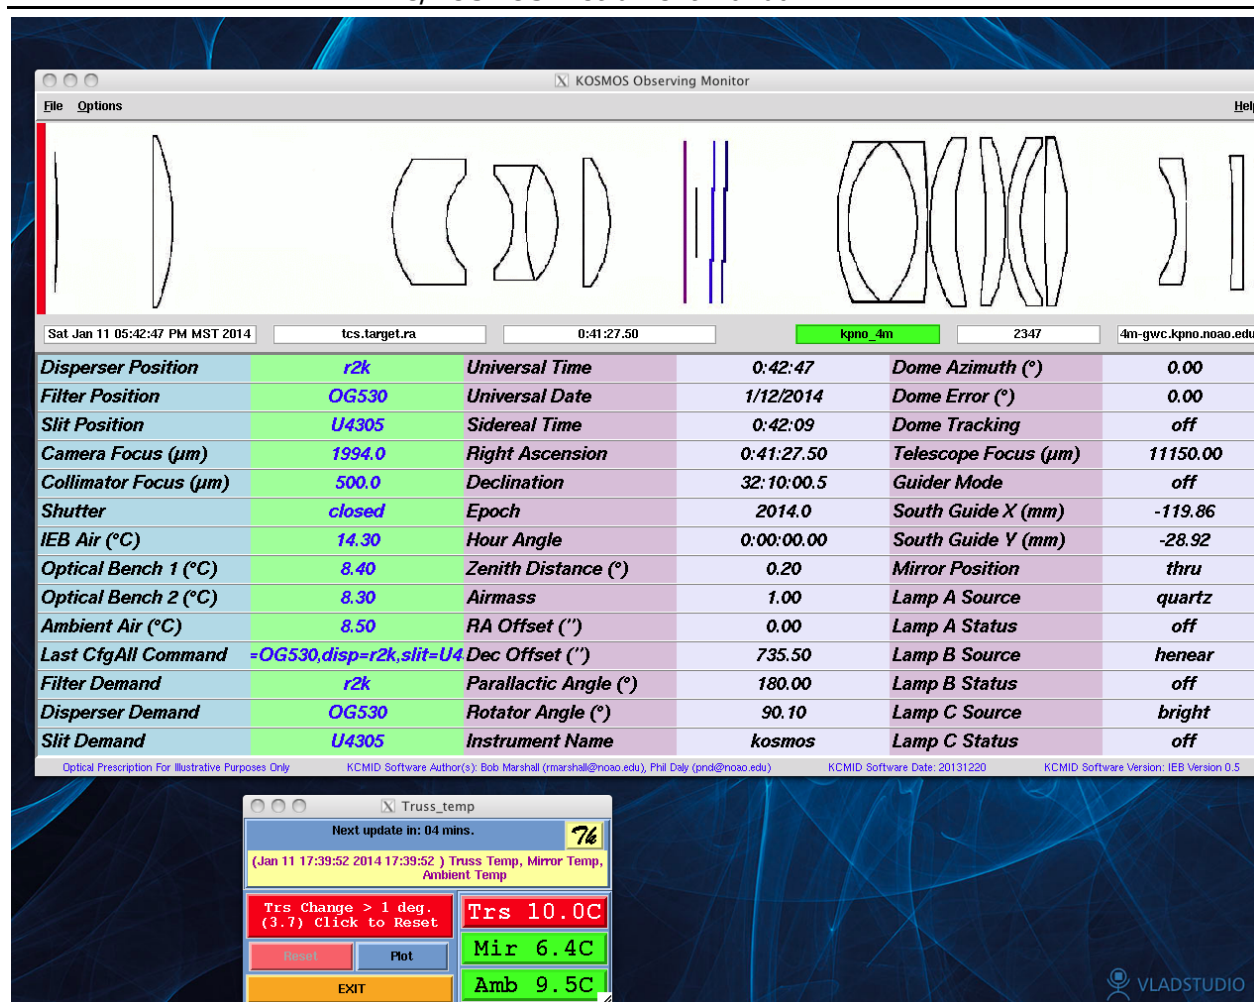 KOSMOS Observing Monitor
File Options Help
Sat Jan 11 05:42:47 PM MST 2014 tcs.target.ra 0:41:27.50 kpno_4m 2347 4m-gwc.kpno.noao.edu
Disperser Position r2k Universal Time 0:42:47 Dome Azimuth (°) 0.00
Filter Position OG530 Universal Date 1/12/2014 Dome Error (°) 0.00
Slit Position U4305 Sidereal Time 0:42:09 Dome Tracking off
Camera Focus (µm) 1994.0 Right Ascension 0:41:27.50 Telescope Focus (µm) 11150.00
Collimator Focus (µm) 500.0 Declination 32:10:00.5 Guider Mode off
Shutter closed Epoch 2014.0 South Guide X (mm) -119.86
IEB Air (°C) 14.30 Hour Angle 0:00:00.00 South Guide Y (mm) -28.92
Optical Bench 1 (°C) 8.40 Zenith Distance (°) 0.20 Mirror Position thru
Optical Bench 2 (°C) 8.30 Airmass 1.00 Lamp A Source quartz
Ambient Air (°C) 8.50 RA Offset (") 0.00 Lamp A Status off
Last CfgAll Command =OG530,disp=r2k,slit=U4 Dec Offset (") 735.50 Lamp B Source henear
Filter Demand r2k Parallactic Angle (°) 180.00 Lamp B Status off
Disperser Demand OG530 Rotator Angle (°) 90.10 Lamp C Source bright
Slit Demand U4305 Instrument Name kosmos Lamp C Status off
Optical Prescription For Illustrative Purposes Only KCMID Software Author(s): Bob Marshall (rmarshall@noao.edu), Phil Daly (pnd@noao.edu) KCMID Software Date: 20131220 KCMID Software Version: IEB Version 0.5
Truss_temp
Next update in: 04 mins. Tk
(Jan 11 17:39:52 2014 17:39:52 ) Truss Temp, Mirror Temp,
Ambient Temp
Trs Change > 1 deg.
(3.7) Click to Reset
Trs 10.0C
Reset Plot
Mir 6.4C
EXIT
Amb 9.5C
VLADSTUDIO